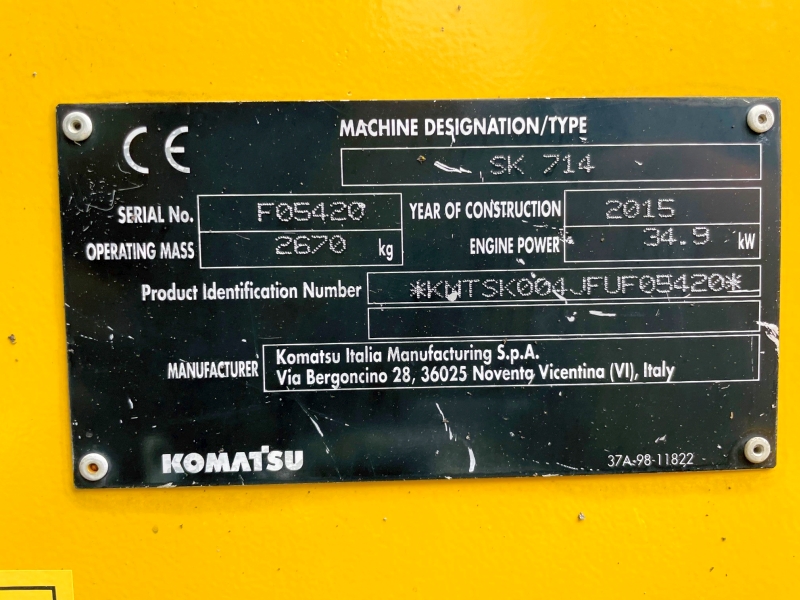 CE
MACHINE DESIGNATION/TYPE
SK 714
SERIAL No. F05420 YEAR OF CONSTRUCTION 2015
OPERATING MASS 2670 kg ENGINE POWER 34.9 kW
Product Identification Number *KMTSK004JFUF05420*
MANUFACTURER Komatsu Italia Manufacturing S.p.A.
Via Bergoncino 28, 36025 Noventa Vicentina (VI), Italy
KOMATSU 37A-98-11822